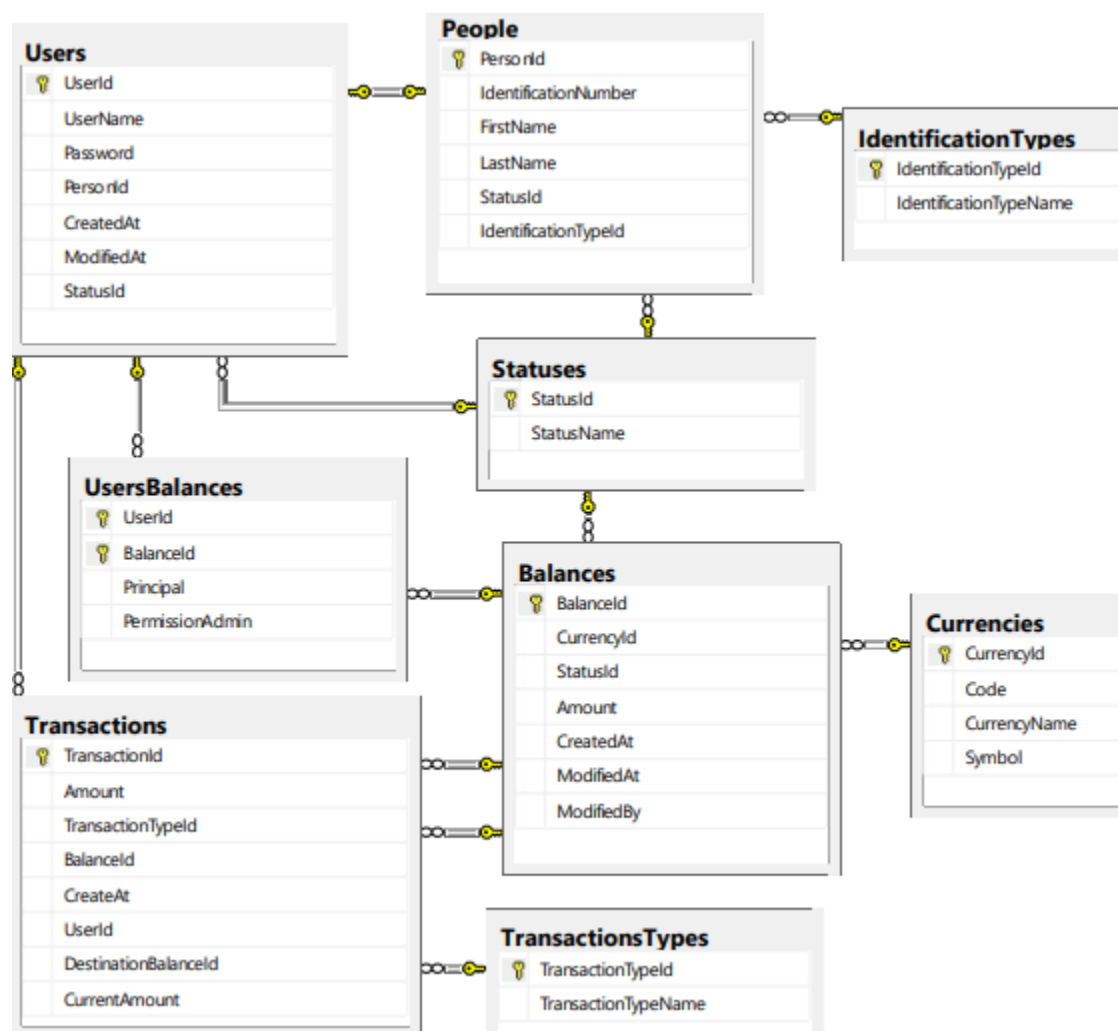 Users
UserId
UserName
Password
PersonId
CreatedAt
ModifiedAt
StatusId
People
PersonId
IdentificationNumber
FirstName
LastName
StatusId
IdentificationTypeId
IdentificationTypes
IdentificationTypeId
IdentificationTypeName
Statuses
StatusId
StatusName
UsersBalances
UserId
BalanceId
Principal
PermissionAdmin
Balances
BalanceId
CurrencyId
StatusId
Amount
CreatedAt
ModifiedAt
ModifiedBy
Currencies
CurrencyId
Code
CurrencyName
Symbol
Transactions
TransactionId
Amount
TransactionTypeId
BalanceId
CreateAt
UserId
DestinationBalanceId
CurrentAmount
TransactionsTypes
TransactionTypeId
TransactionTypeName